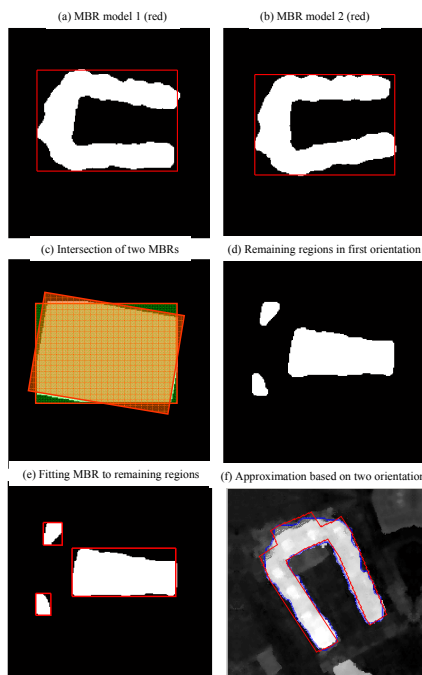 (a) MBR model 1 (red)
(b) MBR model 2 (red)
(c) Intersection of two MBRs
(d) Remaining regions in first orientation
(e) Fitting MBR to remaining regions
(f) Approximation based on two orientation